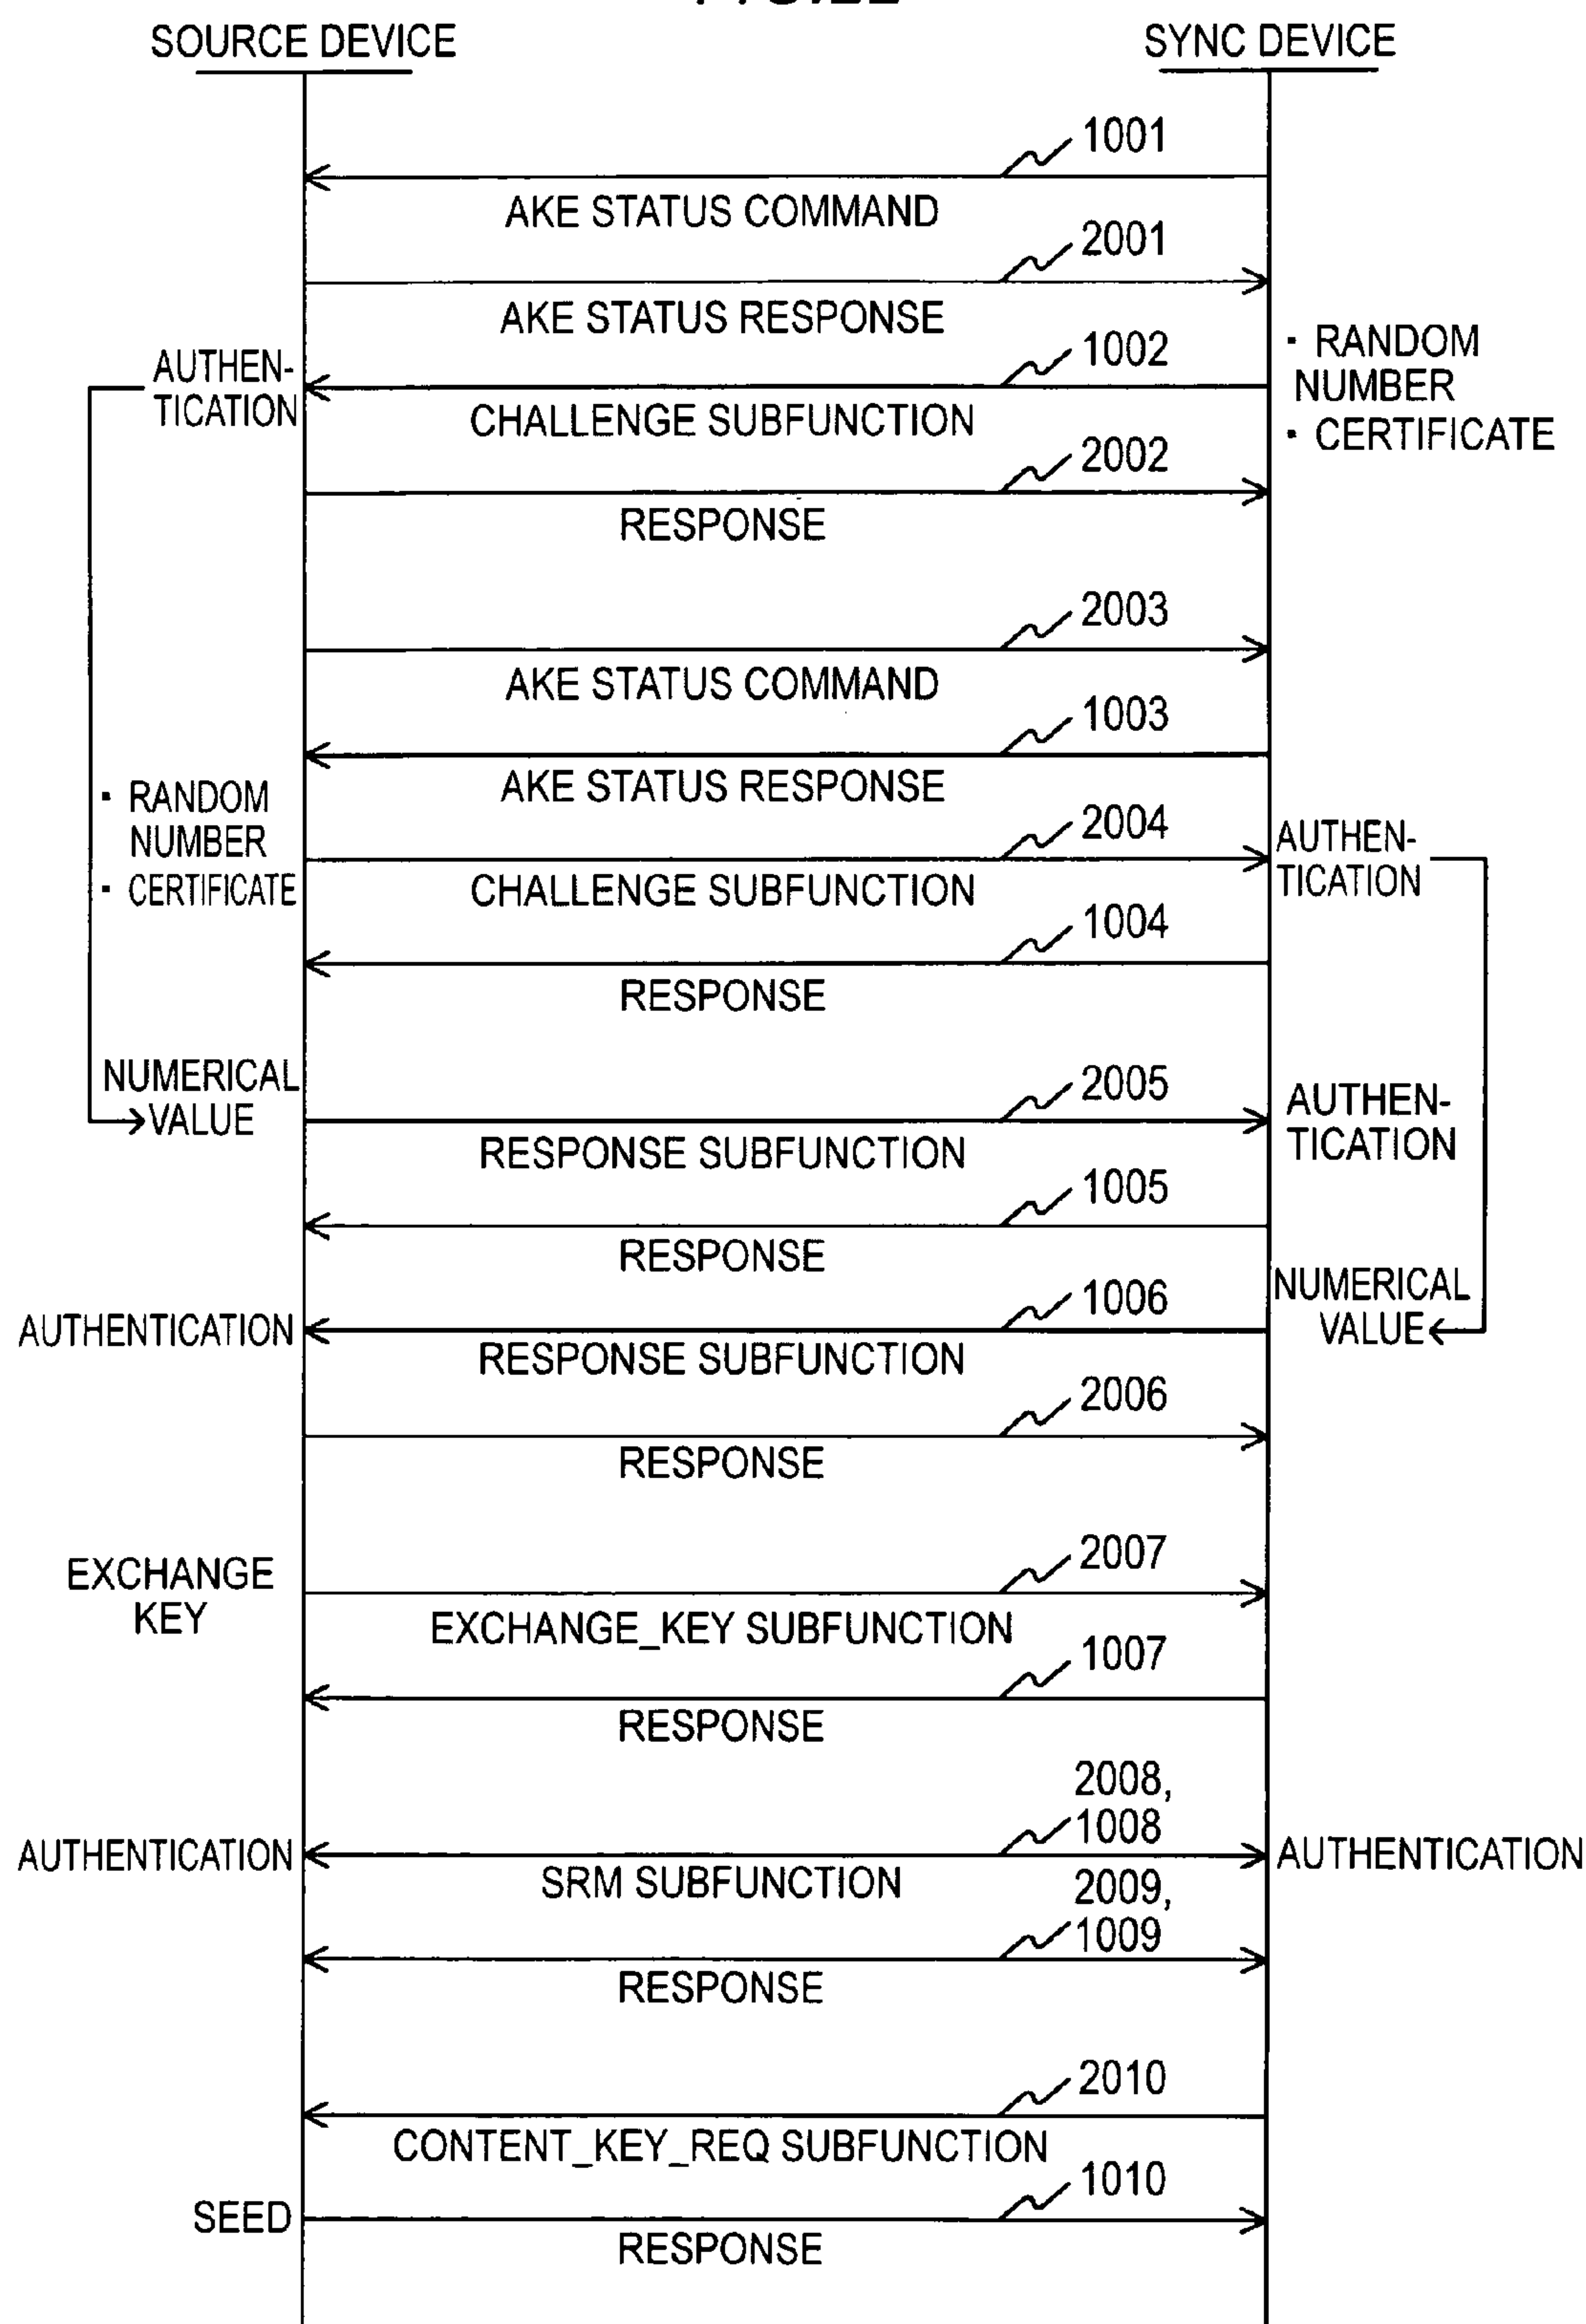 SOURCE DEVICE
SYNC DEVICE
1001
AKE STATUS COMMAND
2001
AKE STATUS RESPONSE
1002
· RANDOM
NUMBER
· CERTIFICATE
AUTHEN-
TICATION
CHALLENGE SUBFUNCTION
2002
RESPONSE
2003
AKE STATUS COMMAND
1003
AKE STATUS RESPONSE
· RANDOM
NUMBER
· CERTIFICATE
2004
AUTHEN-
TICATION
CHALLENGE SUBFUNCTION
1004
RESPONSE
NUMERICAL
VALUE
2005
AUTHEN-
TICATION
RESPONSE SUBFUNCTION
1005
RESPONSE
1006
NUMERICAL
VALUE
AUTHENTICATION
RESPONSE SUBFUNCTION
2006
RESPONSE
EXCHANGE
KEY
2007
EXCHANGE_KEY SUBFUNCTION
1007
RESPONSE
2008,
1008
AUTHENTICATION
AUTHENTICATION
SRM SUBFUNCTION
2009,
1009
RESPONSE
2010
CONTENT_KEY_REQ SUBFUNCTION
1010
SEED
RESPONSE